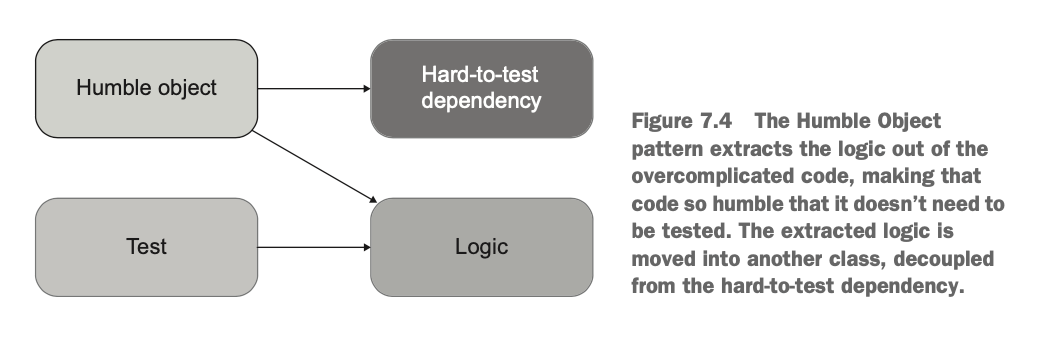 Humble object
Hard-to-test
dependency
Test
Logic
Figure 7.4 The Humble Object
pattern extracts the logic out of the
overcomplicated code, making that
code so humble that it doesn’t need to
be tested. The extracted logic is
moved into another class, decoupled
from the hard-to-test dependency.